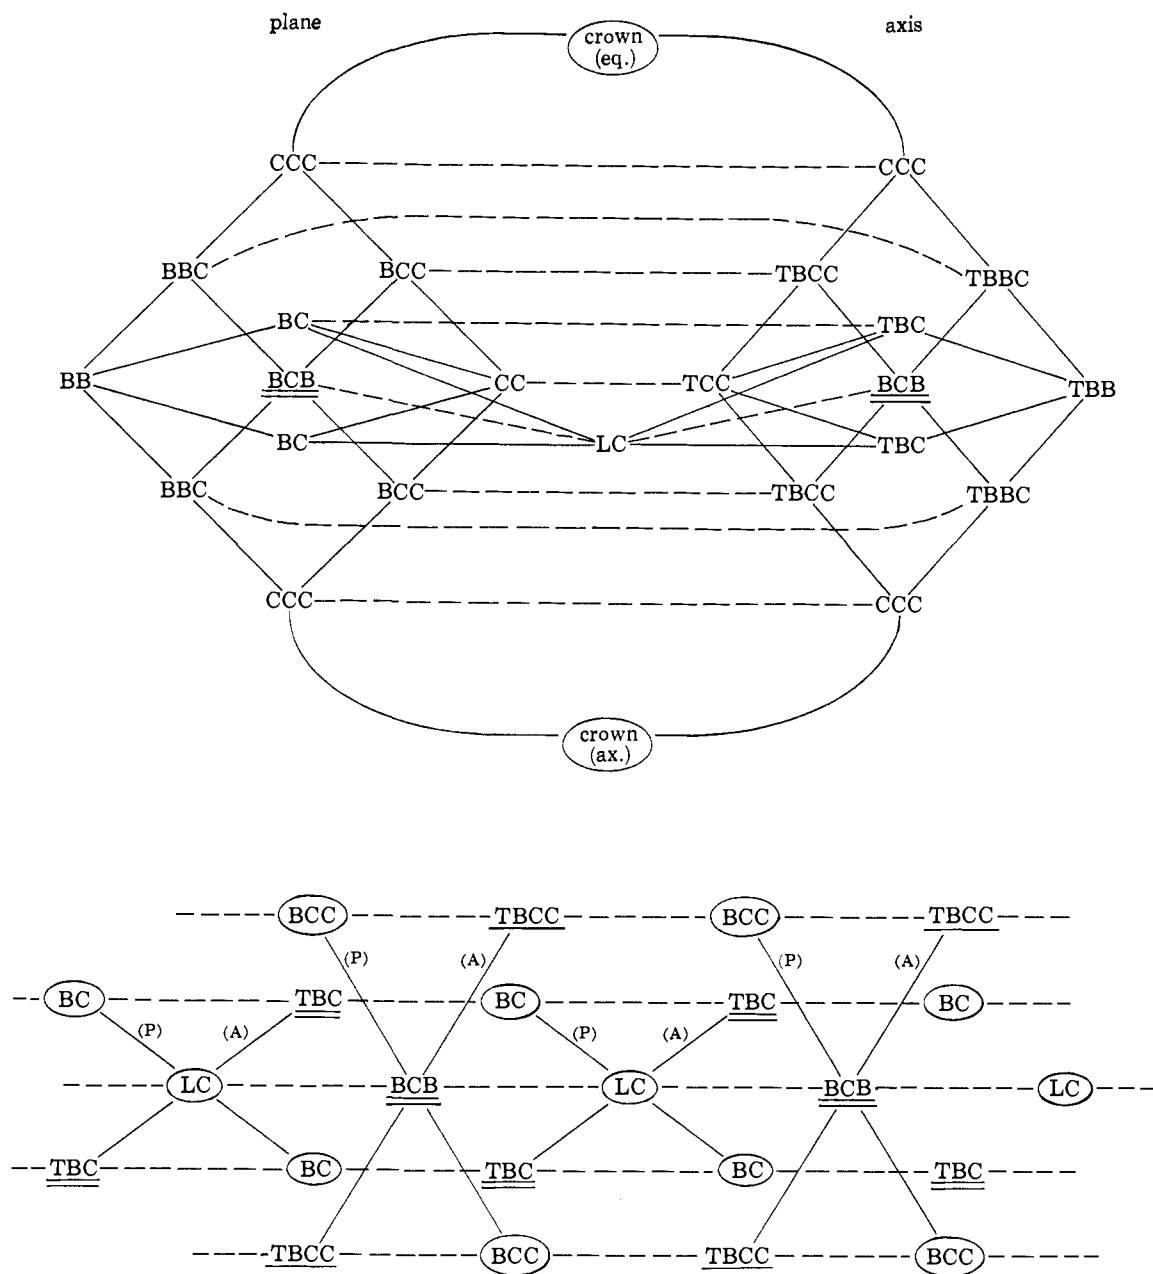 plane axis
crown
(eq.)
CCC CCC
BBC BCC TBCC TBBC
BC TBC
BB BCB CC TCC BCB TBB
BC LC TBC
BBC BCC TBCC TBBC
CCC CCC
crown
(ax.)
BCC TBCC BCC TBCC
(P) (A) (P) (A)
BC TBC BC TBC BC
(P) (A) (P) (A)
LC BCB LC BCB LC
TBC BC TBC BC TBC
TBCC BCC TBCC BCC